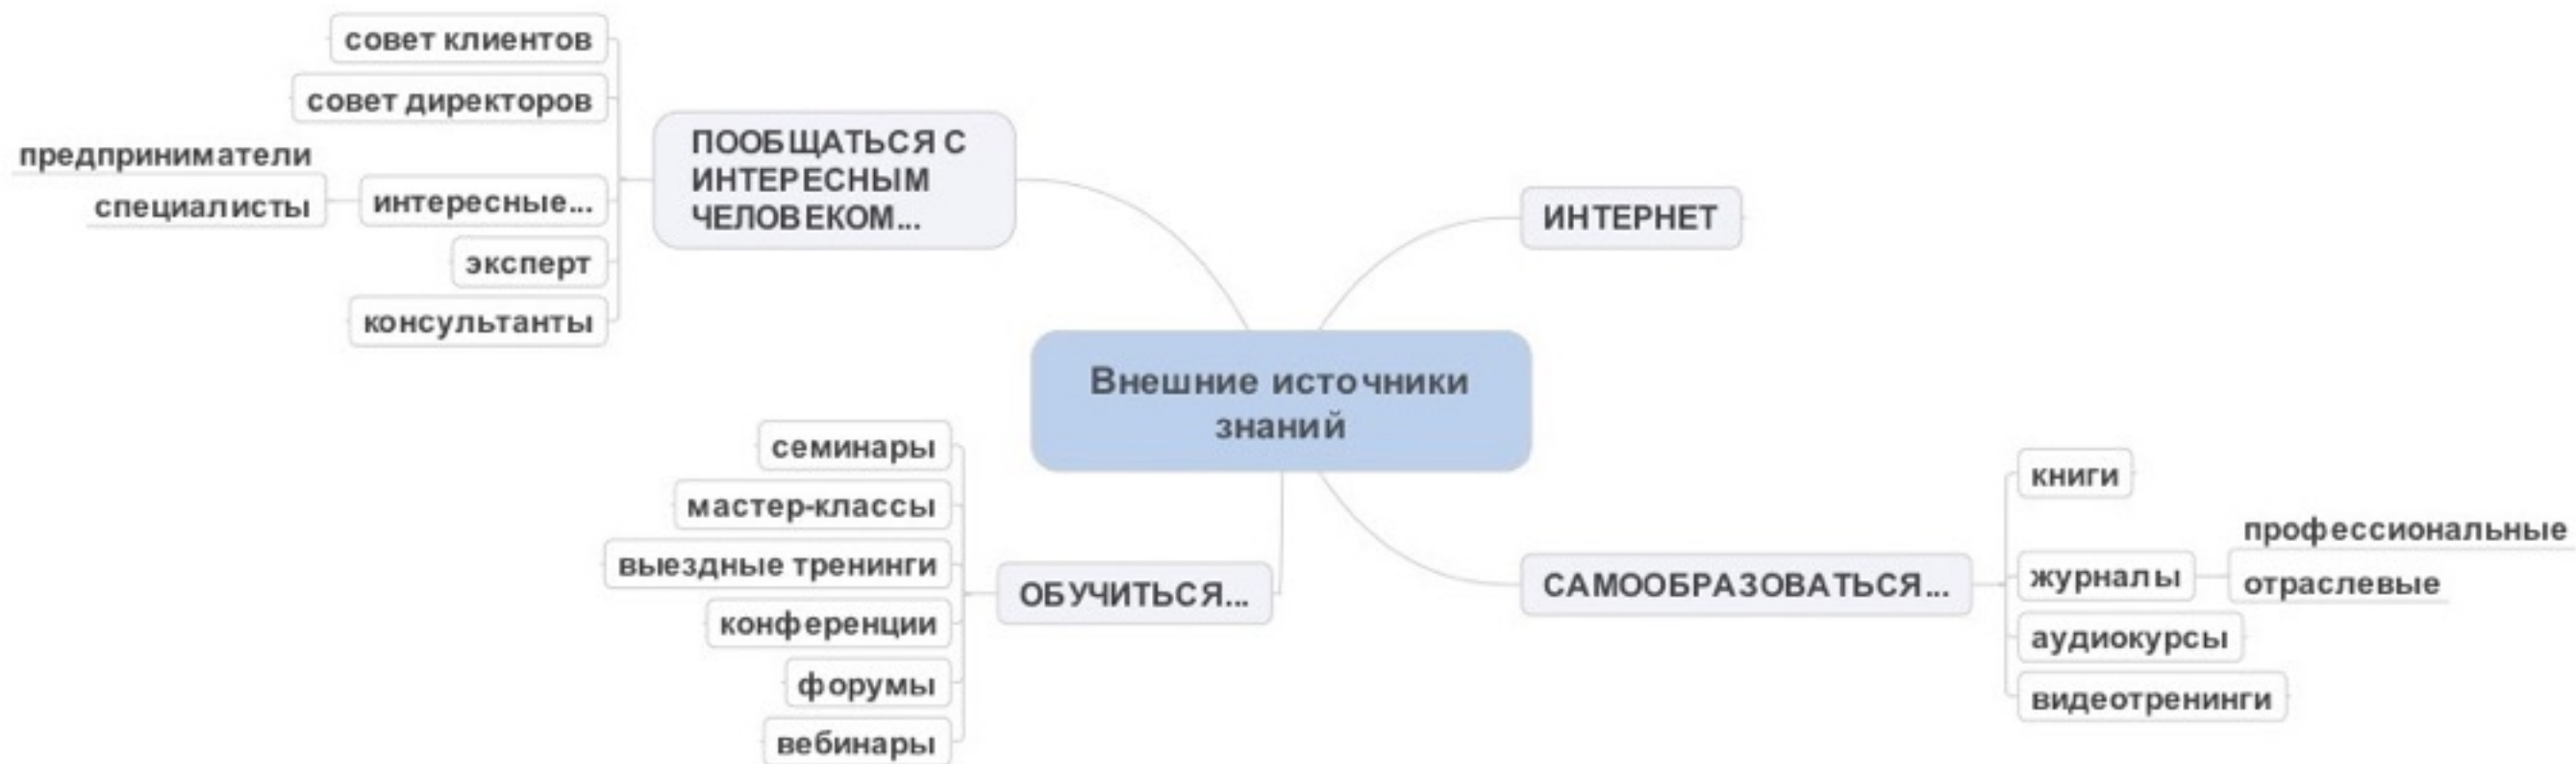 совет клиентов
совет директоров
предприниматели
специалисты
интересные...
эксперт
консультанты
ПООБЩАТЬСЯ С
ИНТЕРЕСНЫМ
ЧЕЛОВЕКОМ...
ИНТЕРНЕТ
Внешние источники
знаний
семинары
мастер-классы
выездные тренинги
конференции
форумы
вебинары
ОБУЧИТЬСЯ...
САМООБРАЗОВАТЬСЯ...
книги
журналы
профессиональные
отраслевые
аудиокурсы
видеотренинги